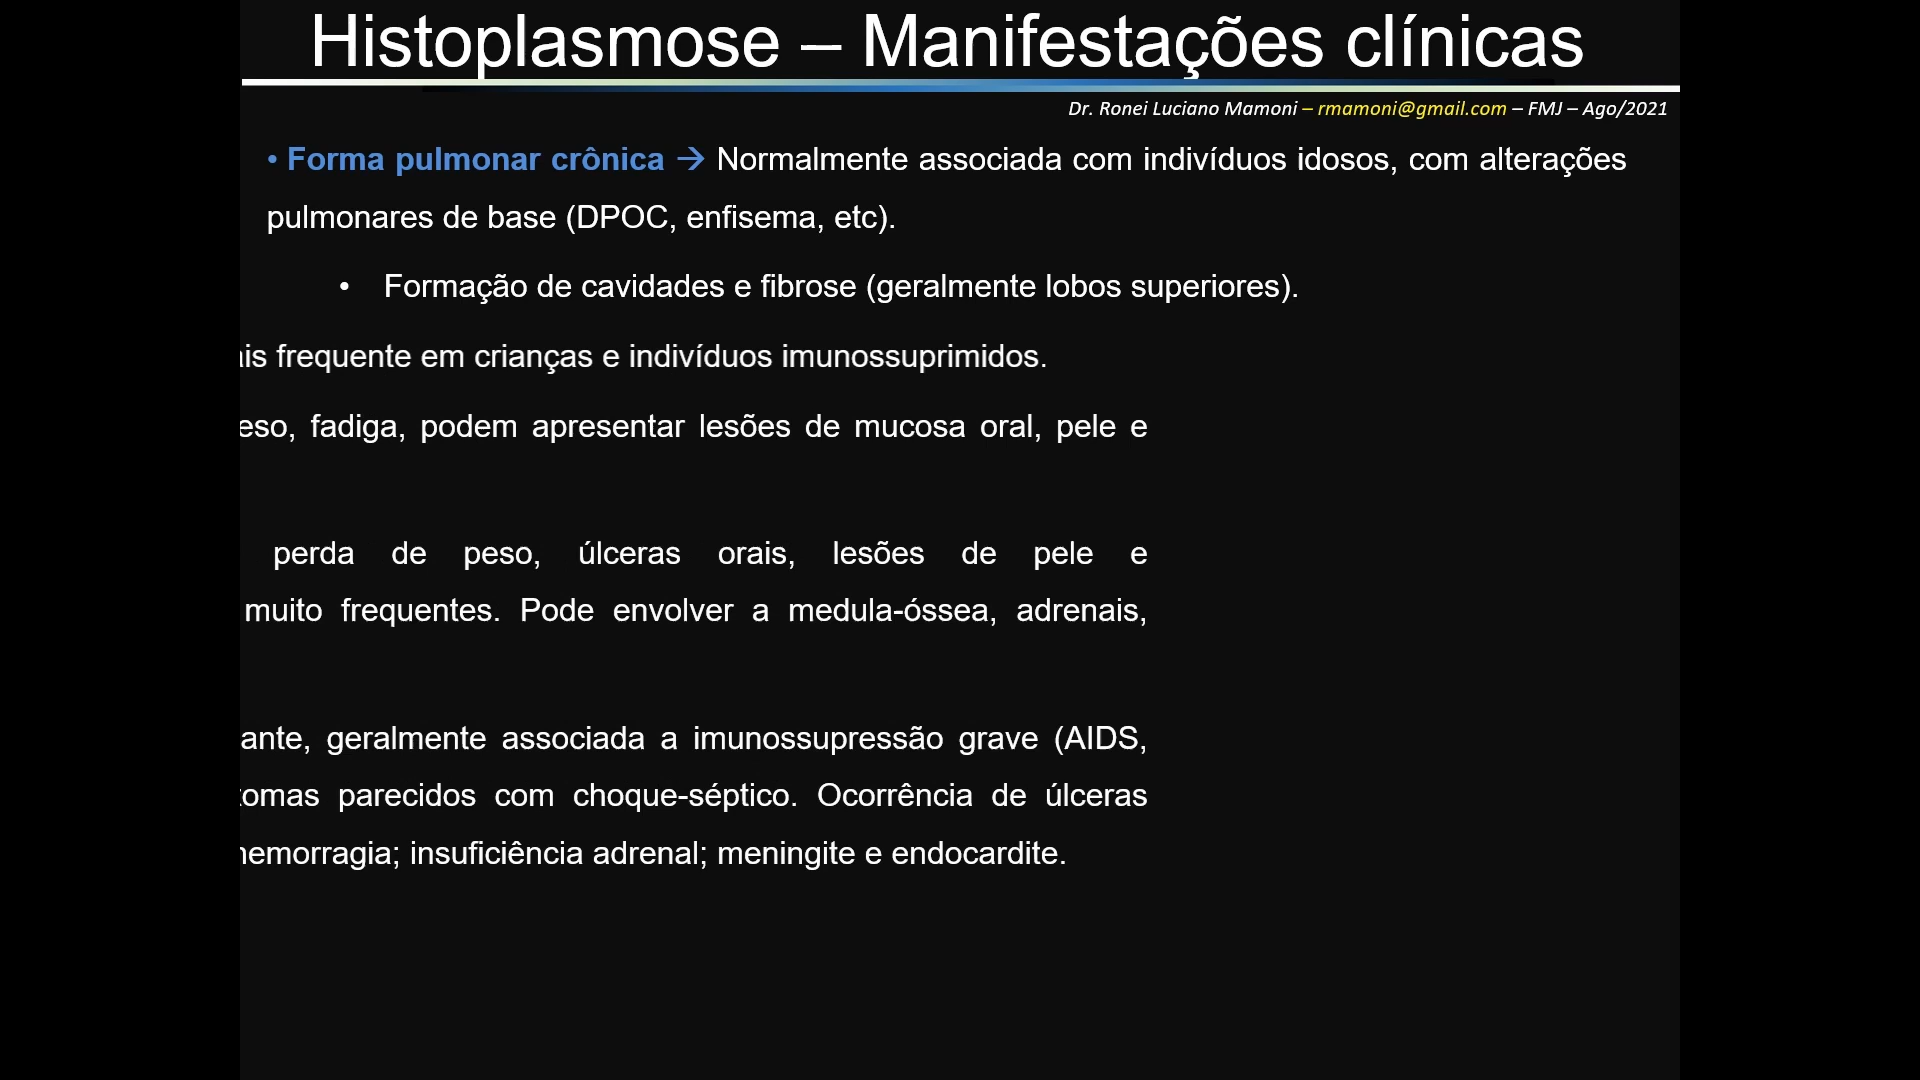 Histoplasmose – Manifestações clínicas
Dr. Ronei Luciano Mamoni – rmamoni@gmail.com – FMJ – Ago/2021
• Forma pulmonar crônica → Normalmente associada com indivíduos idosos, com alterações
pulmonares de base (DPOC, enfisema, etc).
• Formação de cavidades e fibrose (geralmente lobos superiores).
frequente em crianças e indivíduos imunossuprimidos.
fadiga, podem apresentar lesões de mucosa oral, pele e
perda de peso, úlceras orais, lesões de pele e
muito frequentes. Pode envolver a medula-óssea, adrenais,
geralmente associada a imunossupressão grave (AIDS,
parecidos com choque-séptico. Ocorrência de úlceras
hemorragia; insuficiência adrenal; meningite e endocardite.